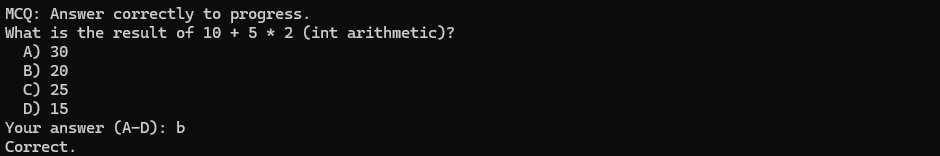 MCQ: Answer correctly to progress.
What is the result of 10 + 5 * 2 (int arithmetic)?
  A) 30
  B) 20
  C) 25
  D) 15
Your answer (A-D): b
Correct.